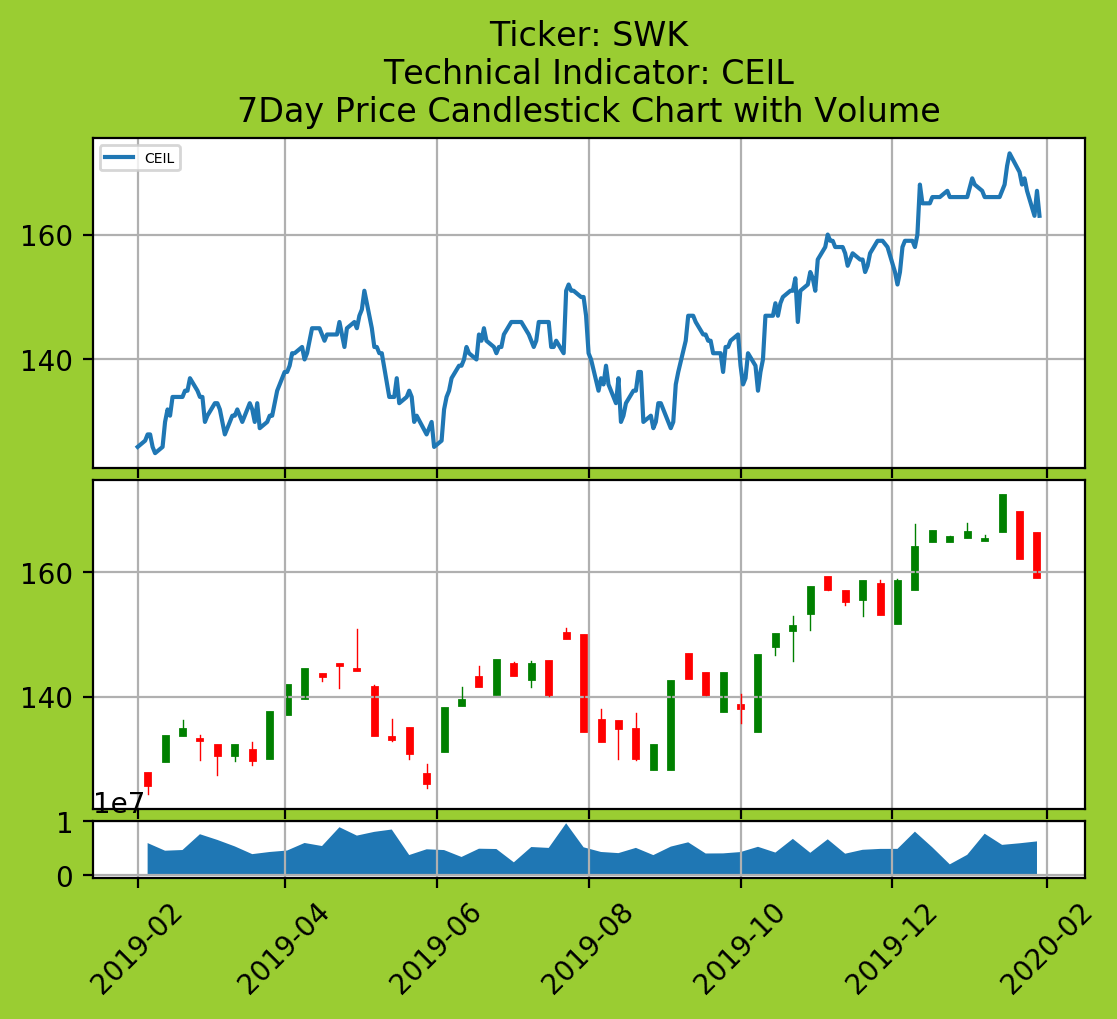 Ticker: SWK
Technical Indicator: CEIL
7Day Price Candlestick Chart with Volume
CEIL
160
140
160
140
1e7
1
0
2019-02
2019-04
2019-06
2019-08
2019-10
2019-12
2020-02